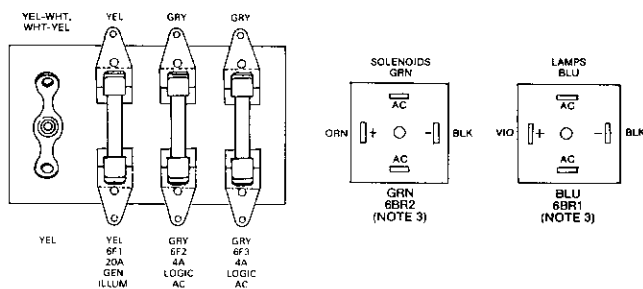 YEL-WHT,
WHT-YEL
YEL
GRY
GRY
YEL
YEL
6F1
20A
GEN
ILLUM
GRY
6F2
4A
LOGIC
AC
GRY
6F3
4A
LOGIC
AC
SOLENOIDS
GRN
AC
ORN
+
-
BLK
AC
GRN
6BR2
(NOTE 3)
LAMPS
BLU
AC
VIO
+
-
BLK
AC
BLU
6BR1
(NOTE 3)